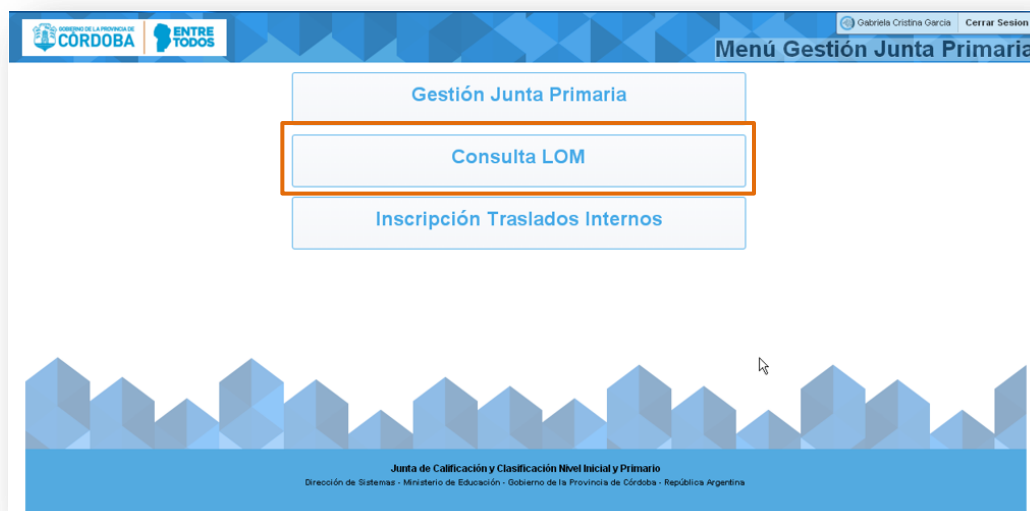 GOBIERNO DE LA PROVINCIA DE
CÓRDOBA
ENTRE
TODOS
Gabriela Cristina Garcia
Cerrar Sesion
Menú Gestión Junta Primaria
Gestión Junta Primaria
Consulta LOM
Inscripción Traslados Internos
Junta de Calificación y Clasificación Nivel Inicial y Primario
Dirección de Sistemas - Ministerio de Educación - Gobierno de la Provincia de Córdoba - República Argentina